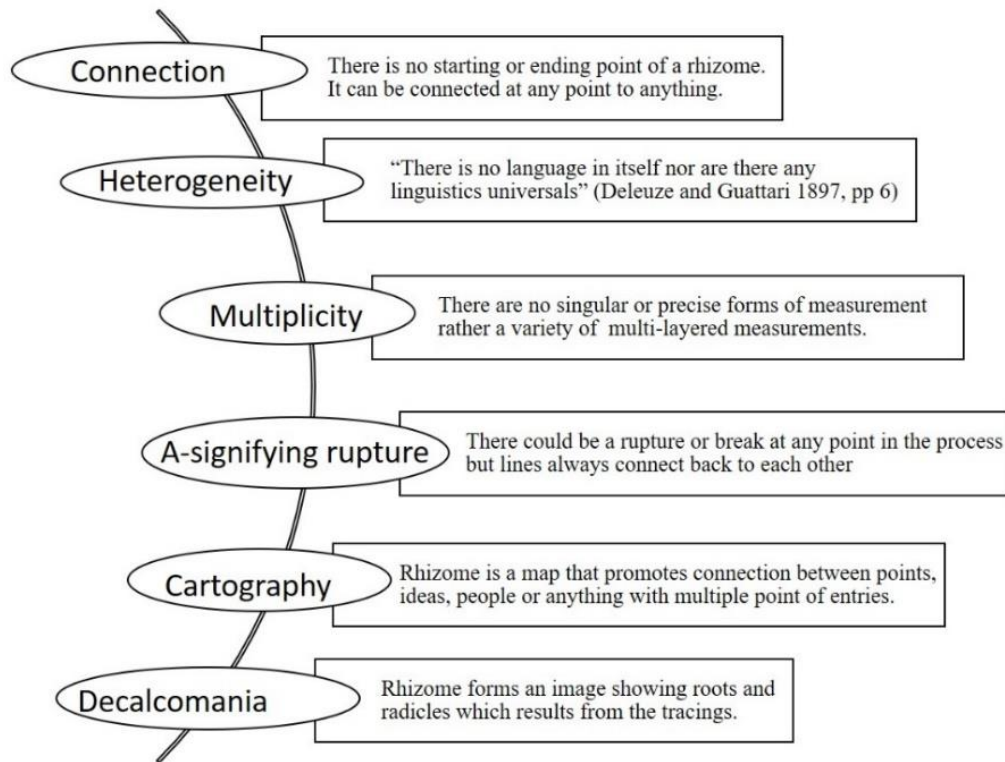 Connection
There is no starting or ending point of a rhizome.
It can be connected at any point to anything.
Heterogeneity
“There is no language in itself nor are there any
linguistics universals” (Deleuze and Guattari 1897, pp 6)
Multiplicity
There are no singular or precise forms of measurement
rather a variety of multi-layered measurements.
A-signifying rupture
There could be a rupture or break at any point in the process
but lines always connect back to each other
Cartography
Rhizome is a map that promotes connection between points,
ideas, people or anything with multiple point of entries.
Decalcomania
Rhizome forms an image showing roots and
radicles which results from the tracings.